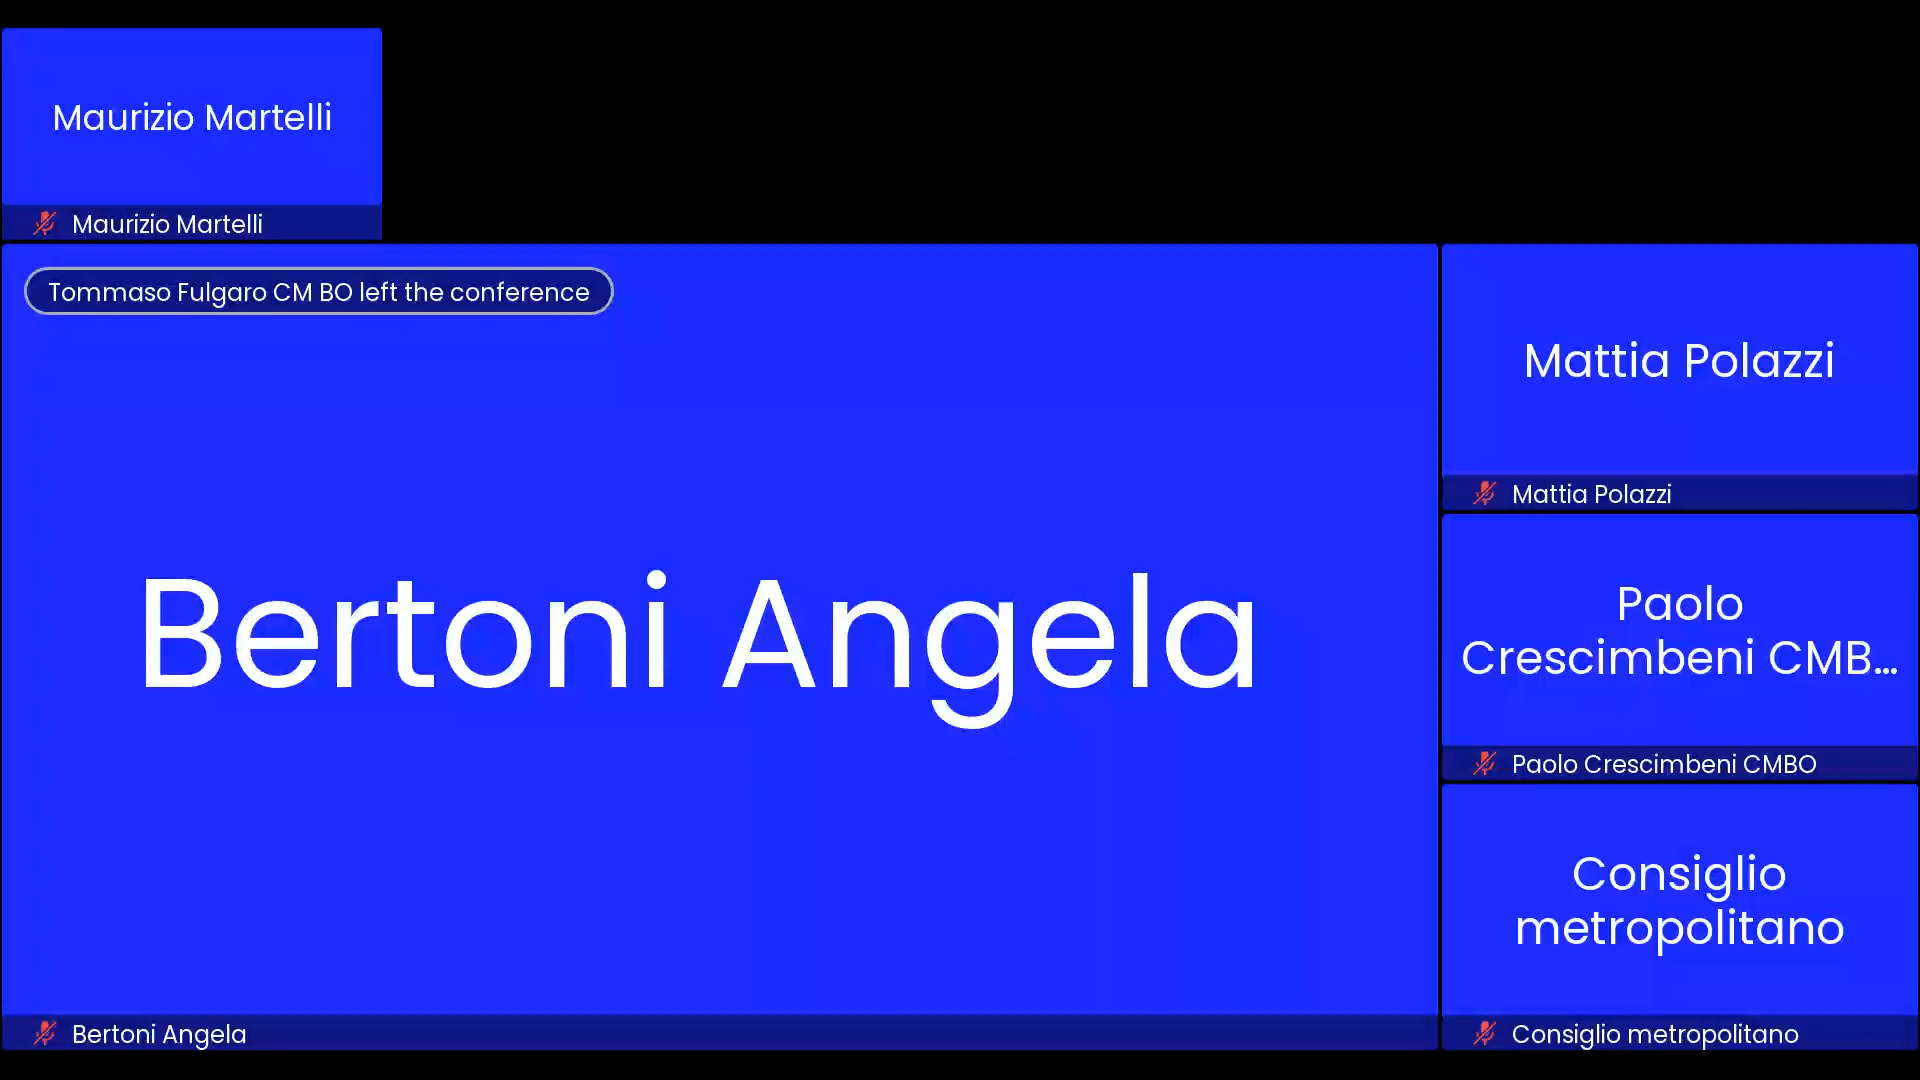 Maurizio Martelli
Maurizio Martelli
Tommaso Fulgaro CM BO left the conference
Bertoni Angela
Bertoni Angela
Mattia Polazzi
Mattia Polazzi
Paolo
Crescimbeni CMB...
Paolo Crescimbeni CMBO
Consiglio
metropolitano
Consiglio metropolitano